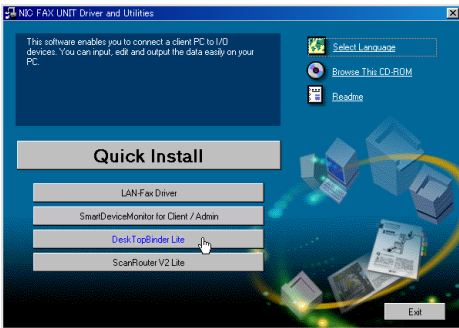 NIC FAX UNIT Driver and Utilities
This software enables you to connect a client PC to I/O
devices. You can input, edit and output the data easily on your
PC.
Select Language
Browse This CD-ROM
Readme
Quick Install
LAN-Fax Driver
SmartDeviceMonitor for Client / Admin
DeskTopBinder Lite
ScanRouter V2 Lite
Exit